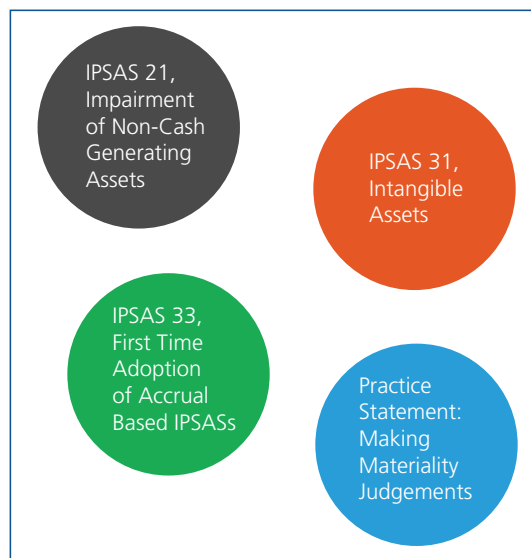 IPSAS 21,
Impairment
of Non-Cash
Generating
Assets
IPSAS 31,
Intangible
Assets
IPSAS 33,
First Time
Adoption
of Accrual
Based IPSASs
Practice
Statement:
Making
Materiality
Judgements